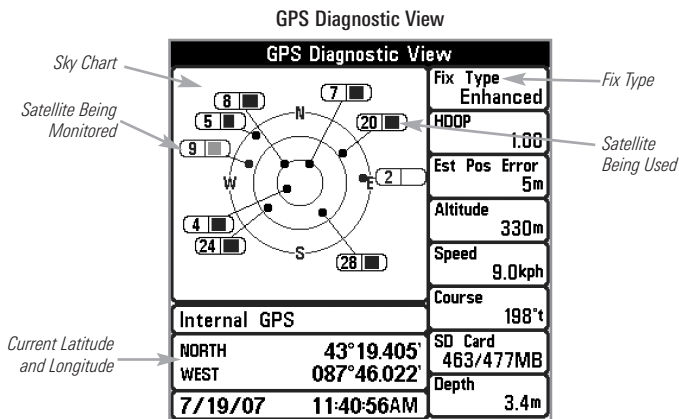 GPS Diagnostic View
GPS Diagnostic View
Sky Chart
Satellite Being
Monitored
8
7
5
20
9
2
4
24
28
N
W
E
S
Fix Type
Enhanced
Fix Type
HDOP
1.00
Satellite
Being Used
Est Pos Error
5m
Altitude
330m
Speed
9.0kph
Course
198°t
SD Card
463/477MB
Depth
3.4m
Internal GPS
Current Latitude
and Longitude
NORTH 43°19.405'
WEST 087°46.022'
7/19/07 11:40:56AM